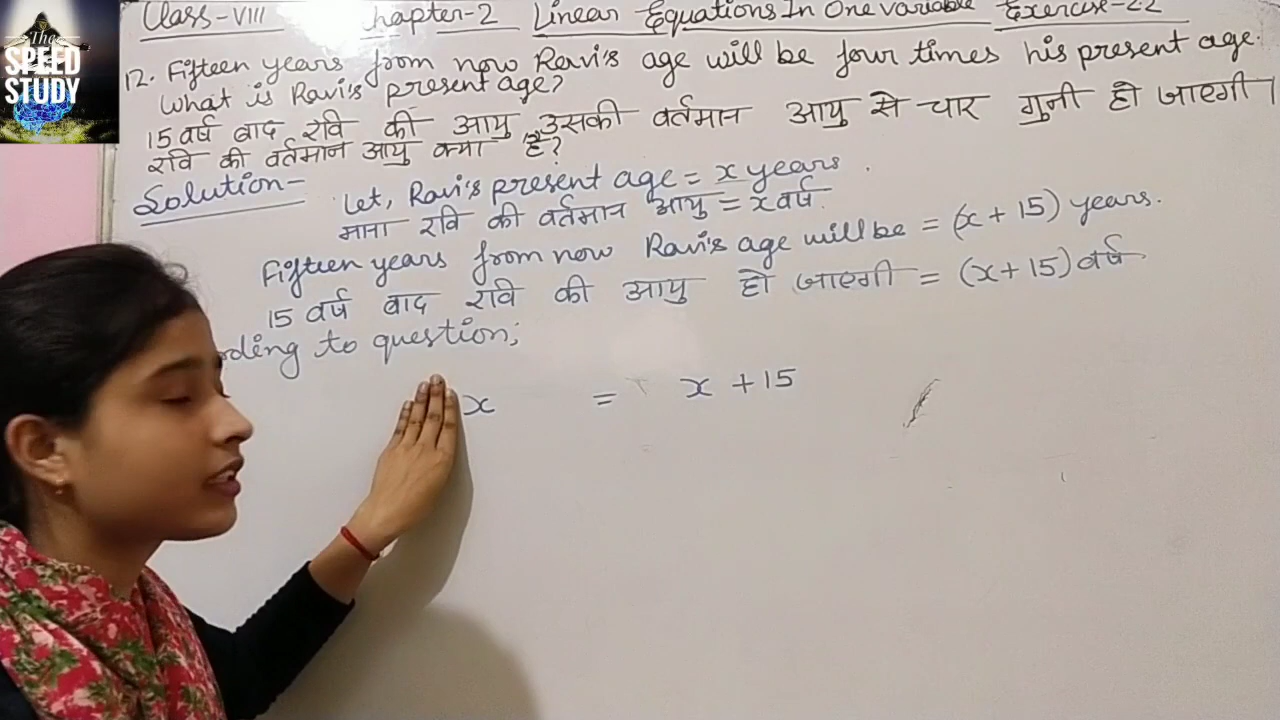 The
SPEED
STUDY
Class-VIII Chapter-2 Linear Equations In One Variable Exercise-2.2
12. Fifteen years from now Ravi's age will be four times his present age.
What is Ravi's present age?
15 वर्ष बाद रवि की आयु उसकी वर्तमान आयु से चार गुनी हो जाएगी।
रवि की वर्तमान आयु क्या है?
Solution-
Let, Ravi's present age = x years.
माना रवि की वर्तमान आयु = x वर्ष
Fifteen years from now Ravi's age will be = (x + 15) years.
15 वर्ष बाद रवि की आयु हो जाएगी = (x + 15) वर्ष
ding to question;
x = x + 15